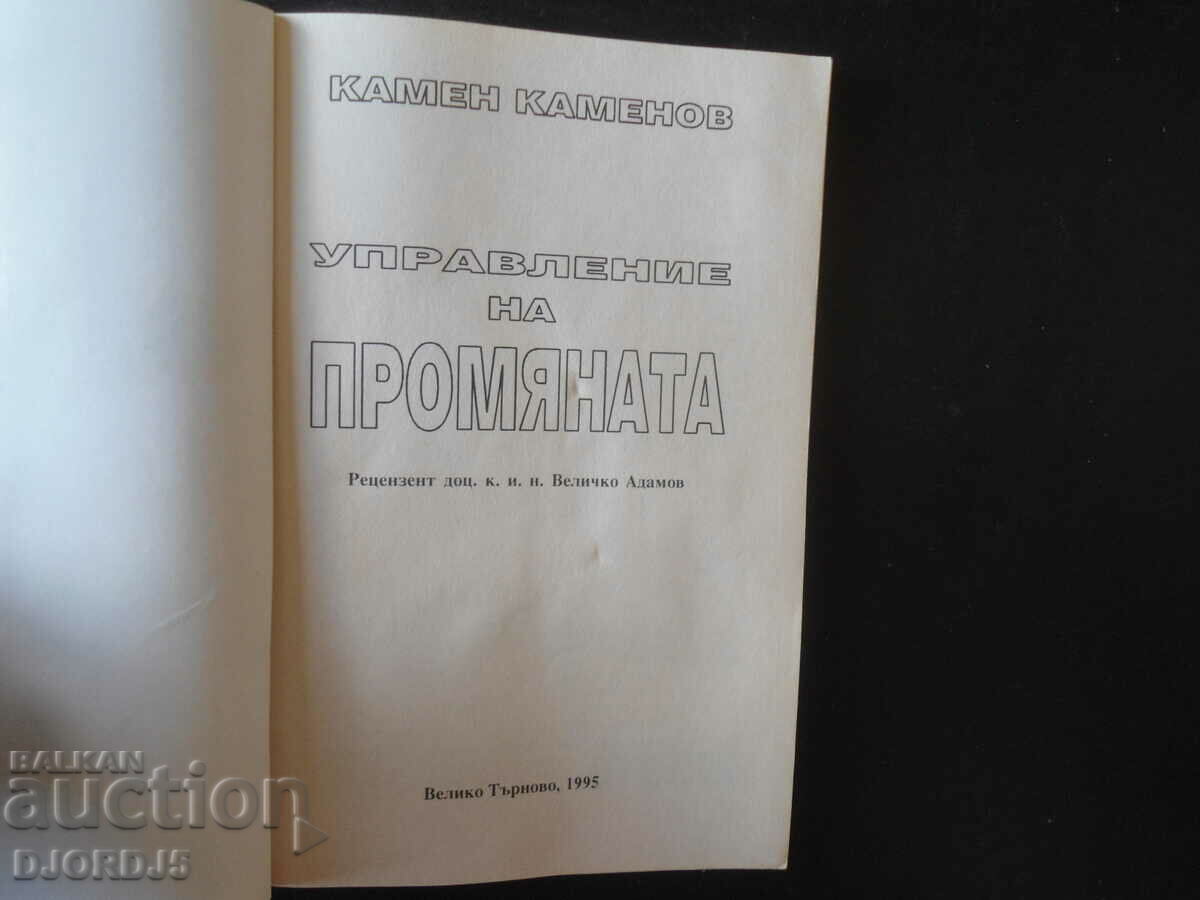 КАМЕН КАМЕНОВ
УПРАВЛЕНИЕ
НА
ПРОМЯНАТА
Рецензент доц. к. и. н. Величко Адамов
Велико Търново, 1995
BALKAN
auction
DJORDJ5